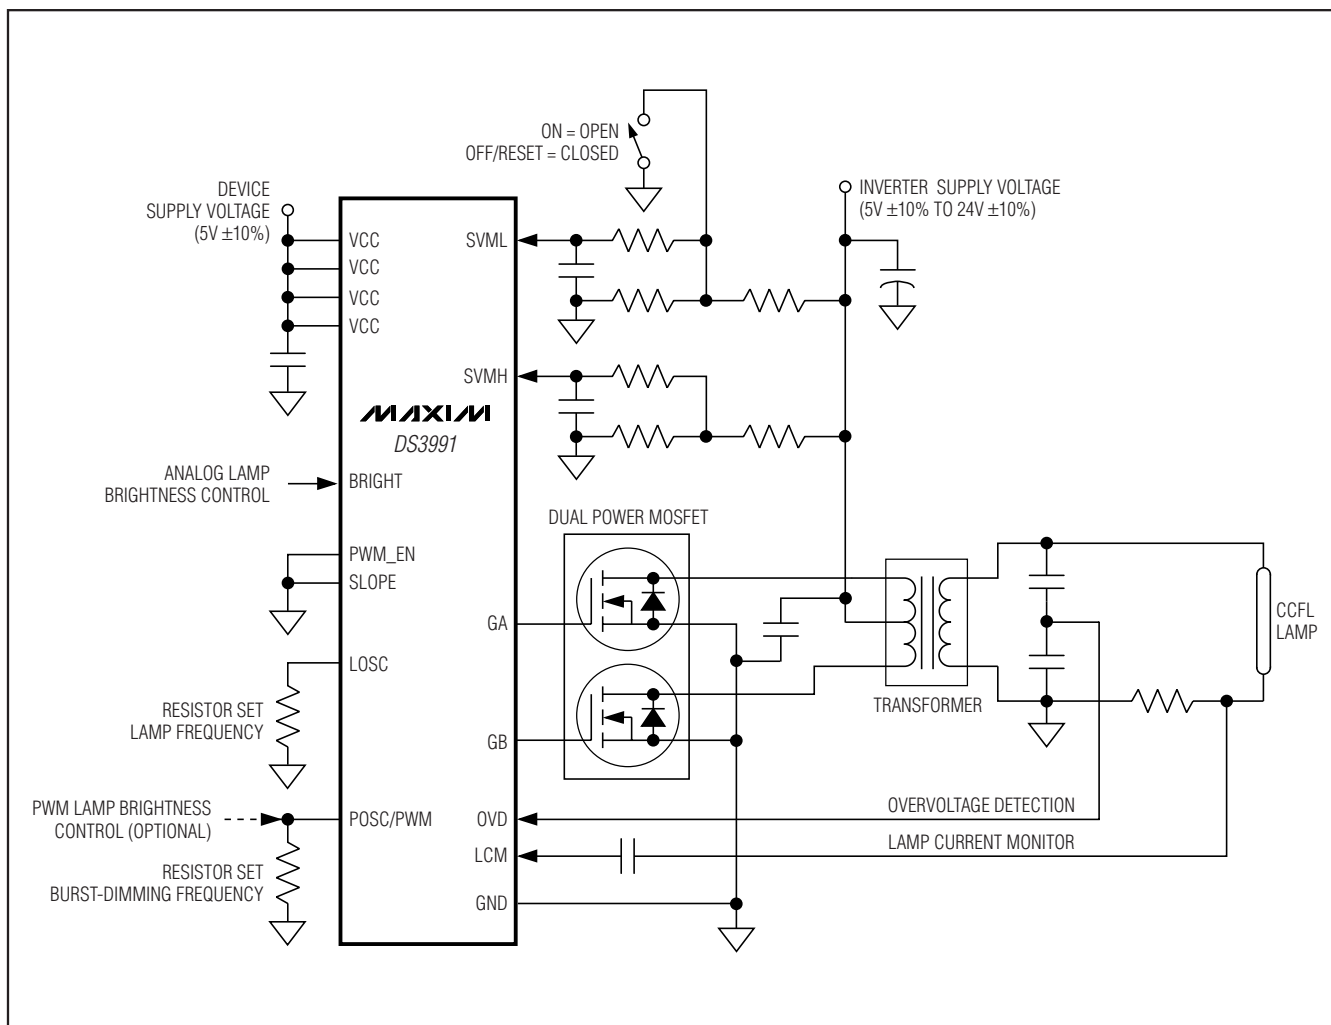 ON = OPEN
OFF/RESET = CLOSED
DEVICE
SUPPLY VOLTAGE
(5V ±10%)
INVERTER SUPPLY VOLTAGE
(5V ±10% TO 24V ±10%)
VCC
SVML
VCC
VCC
VCC
SVMH
MAXIM
DS3991
ANALOG LAMP
BRIGHTNESS CONTROL
BRIGHT
DUAL POWER MOSFET
PWM_EN
SLOPE
GA
CCFL
LAMP
LOSC
TRANSFORMER
RESISTOR SET
LAMP FREQUENCY
GB
PWM LAMP BRIGHTNESS
CONTROL (OPTIONAL)
POSC/PWM
OVD
OVERVOLTAGE DETECTION
LCM
LAMP CURRENT MONITOR
RESISTOR SET
BURST-DIMMING FREQUENCY
GND